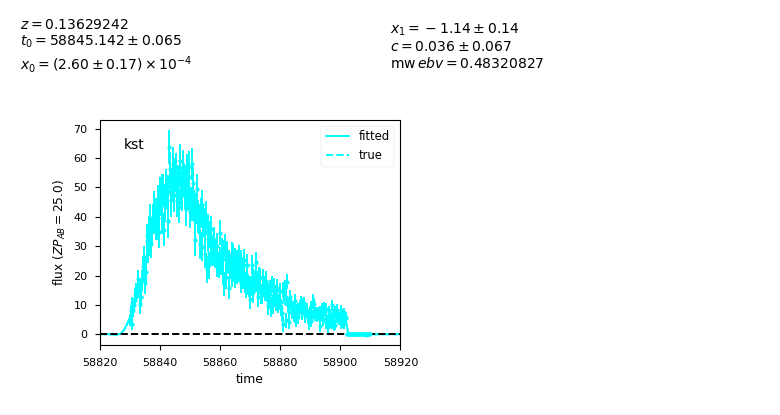 z = 0.13629242
t₀ = 58845.142 ± 0.065
x₀ = (2.60 ± 0.17) × 10⁻⁴
x₁ = −1.14 ± 0.14
c = 0.036 ± 0.067
mw ebv = 0.48320827
70
60
50
40
30
20
10
0
flux (ZP_AB = 25.0)
kst
fitted
true
58820 58840 58860 58880 58900 58920
time